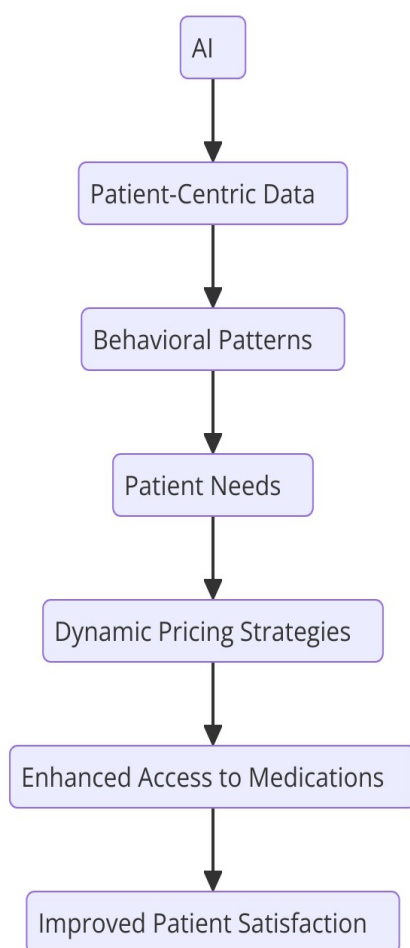 AI
Patient-Centric Data
Behavioral Patterns
Patient Needs
Dynamic Pricing Strategies
Enhanced Access to Medications
Improved Patient Satisfaction